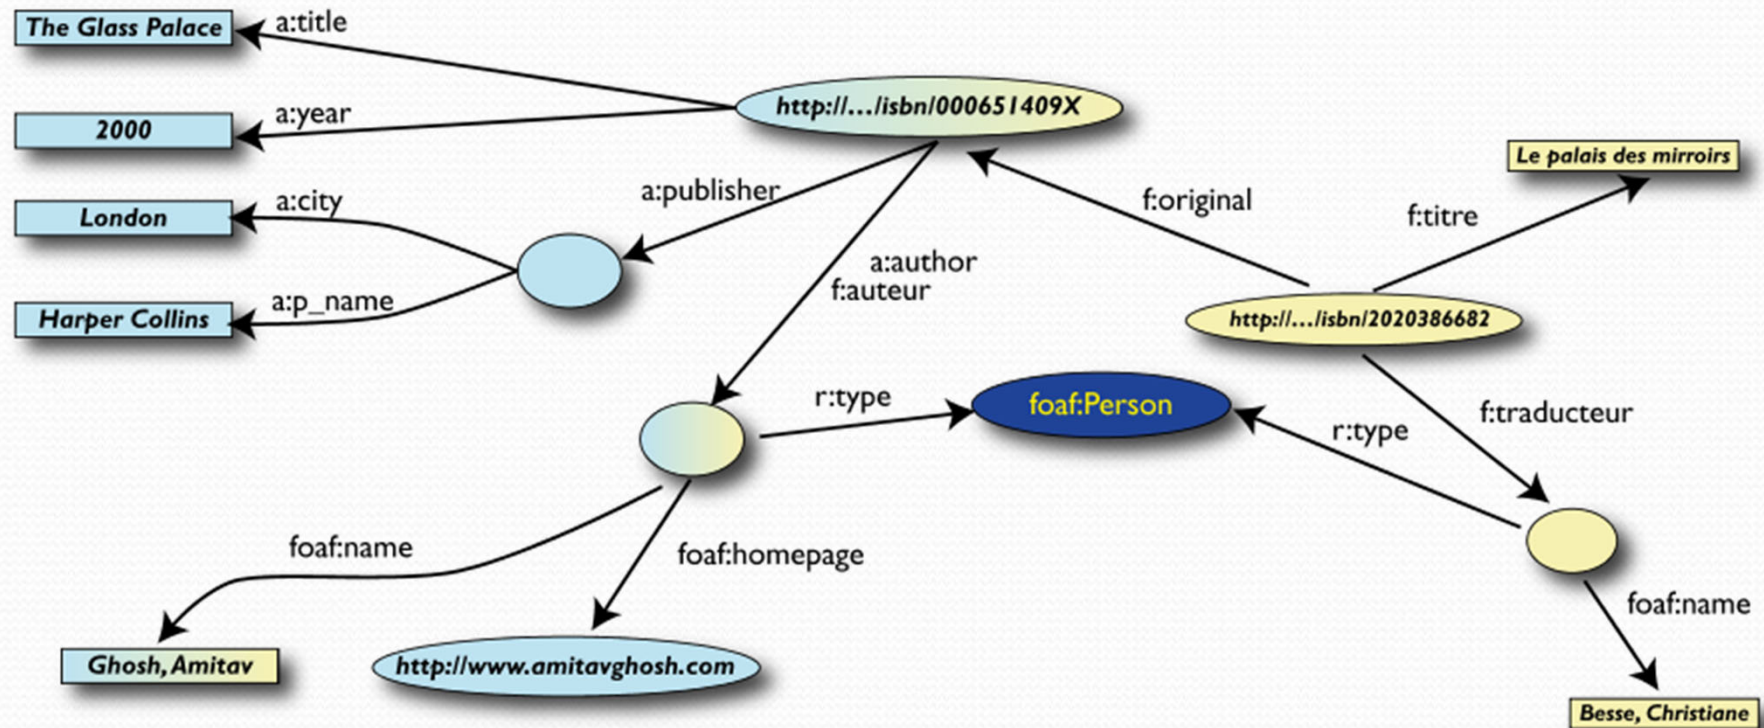 The Glass Palace
a:title
http://.../isbn/000651409X
2000
a:year
Le palais des mirroirs
London
a:city
a:publisher
f:original
f:titre
a:author
f:auteur
Harper Collins
a:p_name
http://.../isbn/2020386682
r:type
foaf:Person
r:type
f:traducteur
foaf:name
foaf:homepage
foaf:name
Ghosh, Amitav
http://www.amitavghosh.com
Besse, Christiane